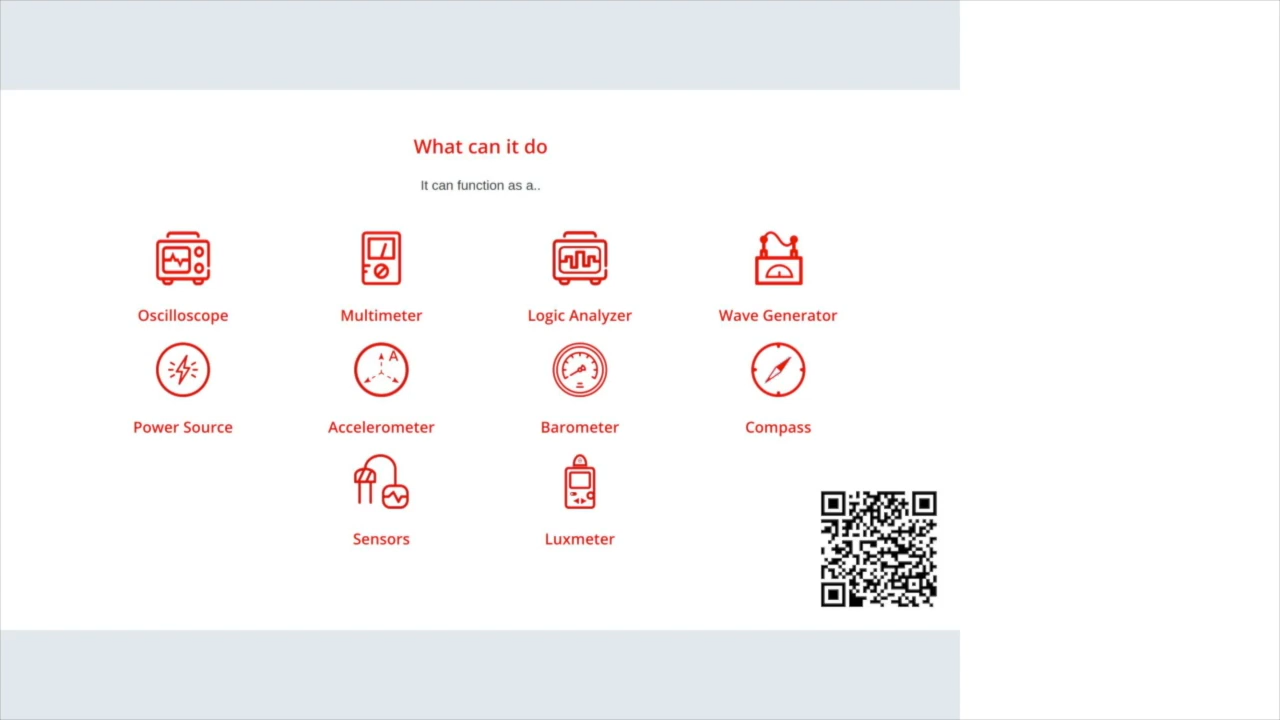 What can it do
It can function as a..
Oscilloscope
Multimeter
Logic Analyzer
Wave Generator
A
Power Source
Accelerometer
Barometer
Compass
Sensors
Luxmeter